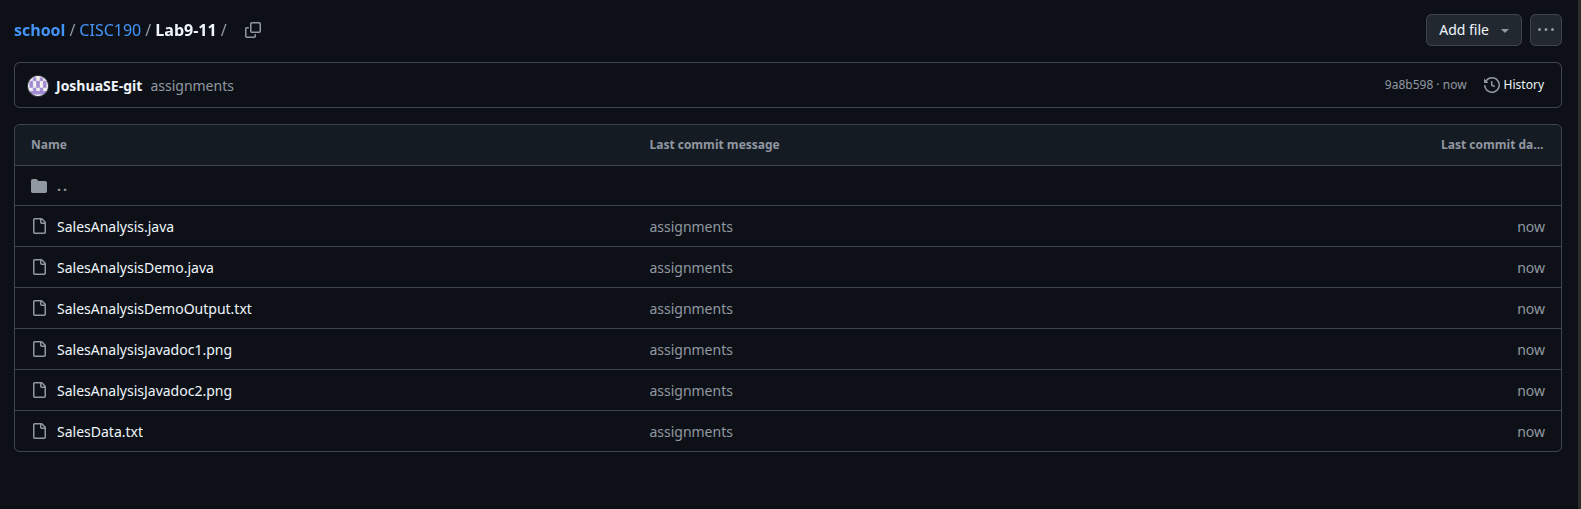 school / CISC190 / Lab9-11 /
Add file
JoshuaSE-git assignments
9a8b598 · now History
Name Last commit message Last commit da...
..
SalesAnalysis.java assignments now
SalesAnalysisDemo.java assignments now
SalesAnalysisDemoOutput.txt assignments now
SalesAnalysisJavadoc1.png assignments now
SalesAnalysisJavadoc2.png assignments now
SalesData.txt assignments now